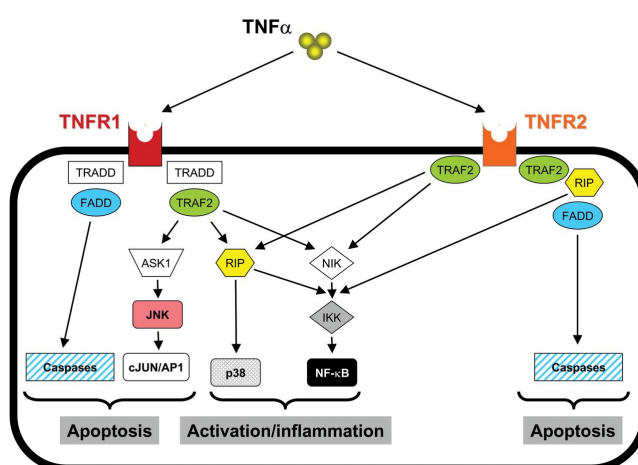 TNFα
TNFR1
TNFR2
TRADD
TRADD
TRAF2
TRAF2
RIP
FADD
TRAF2
FADD
ASK1
RIP
NIK
JNK
IKK
Caspases
cJUN/AP1
p38
NF-κB
Caspases
Apoptosis
Activation/inflammation
Apoptosis